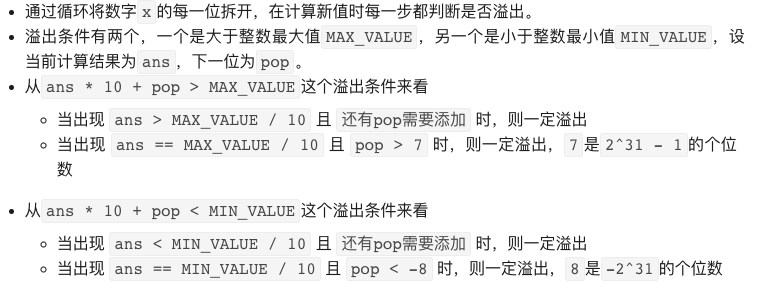 通过循环将数字 x 的每一位拆开，在计算新值时每一步都判断是否溢出。
溢出条件有两个，一个是大于整数最大值 MAX_VALUE ，另一个是小于整数最小值 MIN_VALUE ，设
当前计算结果为 ans ，下一位为 pop 。
从 ans * 10 + pop > MAX_VALUE 这个溢出条件来看
当出现 ans > MAX_VALUE / 10 且 还有pop需要添加 时，则一定溢出
当出现 ans == MAX_VALUE / 10 且 pop > 7 时，则一定溢出， 7 是 2^31 - 1 的个位
数
从 ans * 10 + pop < MIN_VALUE 这个溢出条件来看
当出现 ans < MIN_VALUE / 10 且 还有pop需要添加 时，则一定溢出
当出现 ans == MIN_VALUE / 10 且 pop < -8 时，则一定溢出， 8 是 -2^31 的个位数